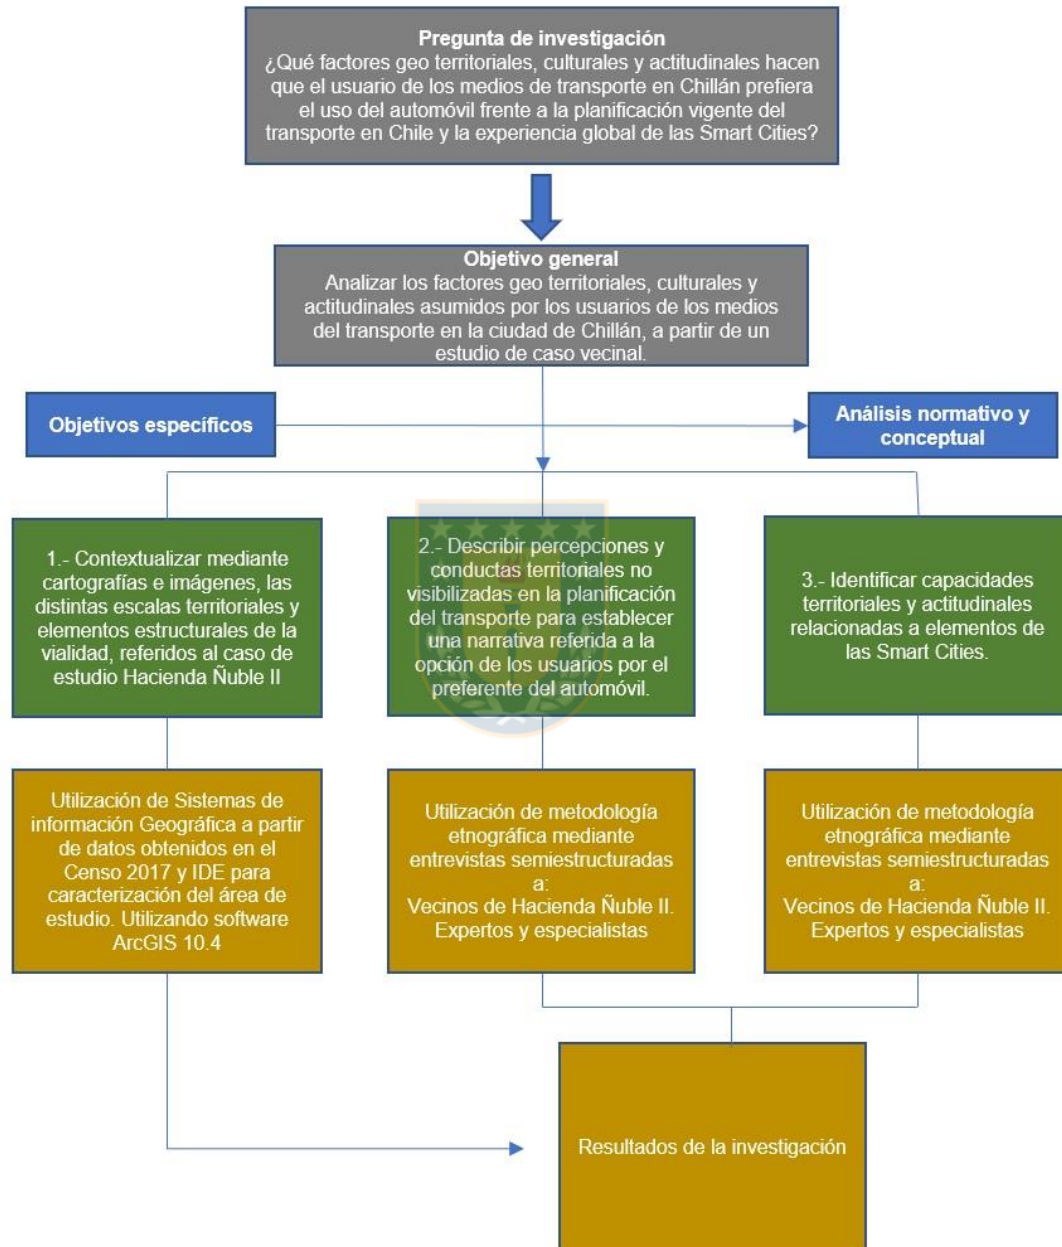 Pregunta de investigación
¿Qué factores geo territoriales, culturales y actitudinales hacen
que el usuario de los medios de transporte en Chillán prefiera
el uso del automóvil frente a la planificación vigente del
transporte en Chile y la experiencia global de las Smart Cities?
Objetivo general
Analizar los factores geo territoriales, culturales y
actitudinales asumidos por los usuarios de los medios
del transporte en la ciudad de Chillán, a partir de un
estudio de caso vecinal.
Objetivos específicos
Análisis normativo y
conceptual
1.- Contextualizar mediante
cartografías e imágenes, las
distintas escalas territoriales y
elementos estructurales de la
vialidad, referidos al caso de
estudio Hacienda Ñuble II
2.- Describir percepciones y
conductas territoriales no
visibilizadas en la planificación
del transporte para establecer
una narrativa referida a la
opción de los usuarios por el
preferente del automóvil.
3.- Identificar capacidades
territoriales y actitudinales
relacionadas a elementos de
las Smart Cities.
Utilización de Sistemas de
información Geográfica a partir
de datos obtenidos en el
Censo 2017 y IDE para
caracterización del área de
estudio. Utilizando software
ArcGIS 10.4
Utilización de metodología
etnográfica mediante
entrevistas semiestructuradas
a:
Vecinos de Hacienda Ñuble II.
Expertos y especialistas
Utilización de metodología
etnográfica mediante
entrevistas semiestructuradas
a:
Vecinos de Hacienda Ñuble II.
Expertos y especialistas
Resultados de la investigación